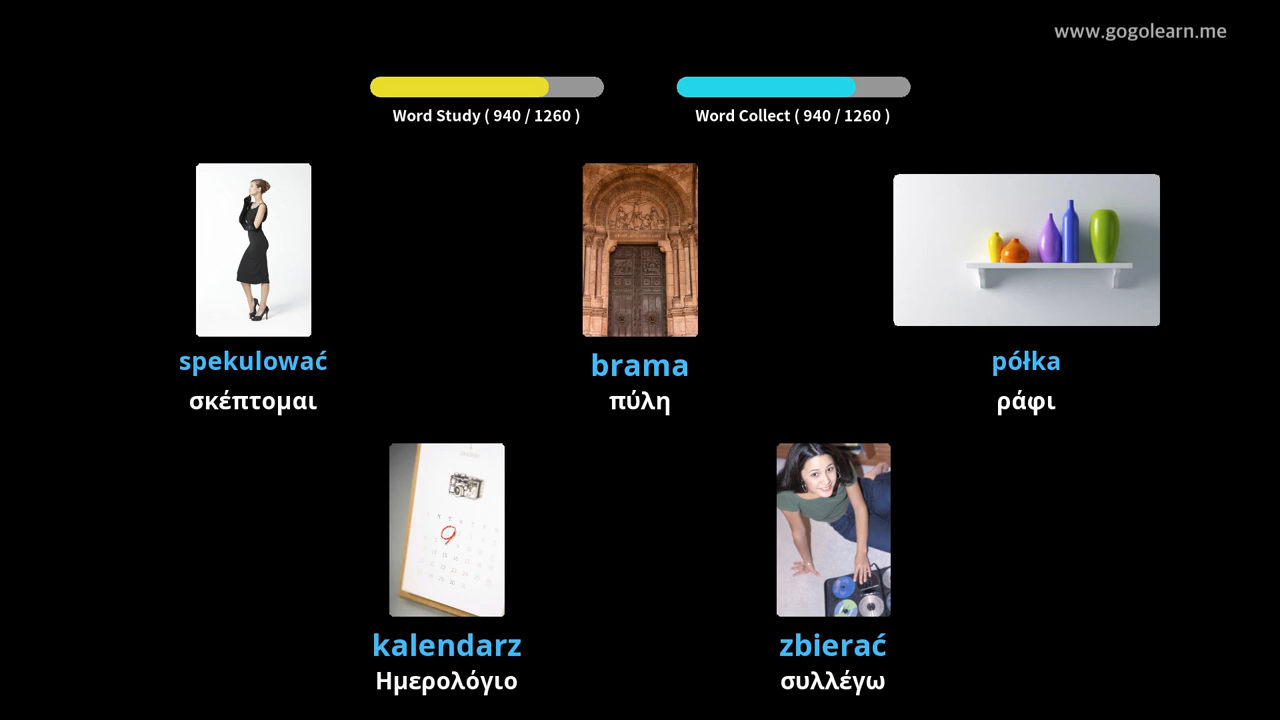 www.gogolearn.me
Word Study ( 940 / 1260 )
Word Collect ( 940 / 1260 )
spekulować
σκέπτομαι
brama
πύλη
półka
ράφι
9
kalendarz
Ημερολόγιο
zbierać
συλλέγω